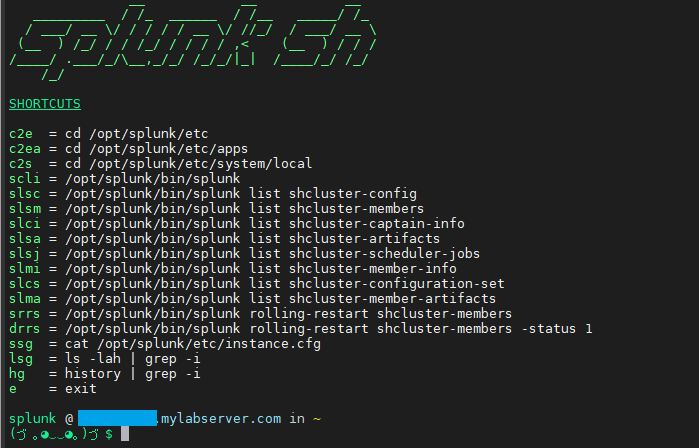 splunk sh
SHORTCUTS
c2e = cd /opt/splunk/etc
c2ea = cd /opt/splunk/etc/apps
c2s = cd /opt/splunk/etc/system/local
scli = /opt/splunk/bin/splunk
slsc = /opt/splunk/bin/splunk list shcluster-config
slsm = /opt/splunk/bin/splunk list shcluster-members
slci = /opt/splunk/bin/splunk list shcluster-captain-info
slsa = /opt/splunk/bin/splunk list shcluster-artifacts
slsj = /opt/splunk/bin/splunk list shcluster-scheduler-jobs
slmi = /opt/splunk/bin/splunk list shcluster-member-info
slcs = /opt/splunk/bin/splunk list shcluster-configuration-set
slma = /opt/splunk/bin/splunk list shcluster-member-artifacts
srrs = /opt/splunk/bin/splunk rolling-restart shcluster-members
drrs = /opt/splunk/bin/splunk rolling-restart shcluster-members -status 1
ssg = cat /opt/splunk/etc/instance.cfg
lsg = ls -lah | grep -i
hg = history | grep -i
e = exit
splunk @ .mylabserver.com in ~
(づ｡◕‿‿◕｡)づ $